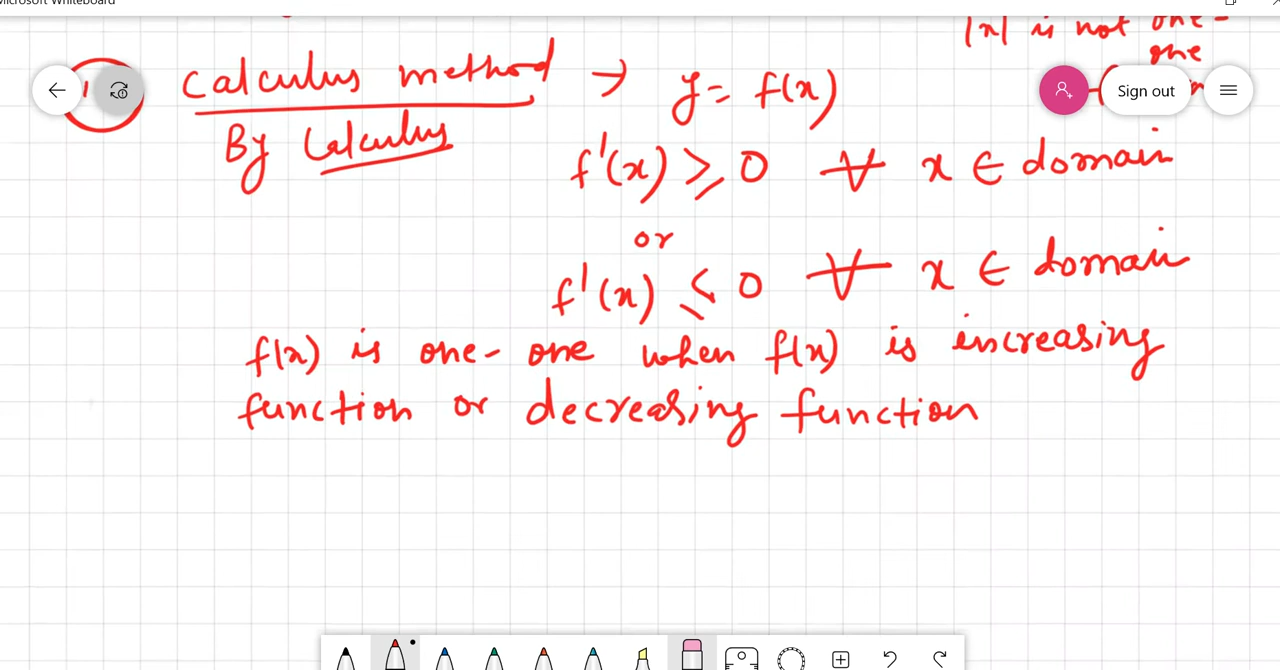 Microsoft Whiteboard
|x| is not one-
one
Calculus method → y = f(x)
Sign out
By Calculus
f'(x) ≥ 0 ∀ x ∈ domain
or
f'(x) ≤ 0 ∀ x ∈ domain
f(x) is one-one when f(x) is increasing
function or decreasing function